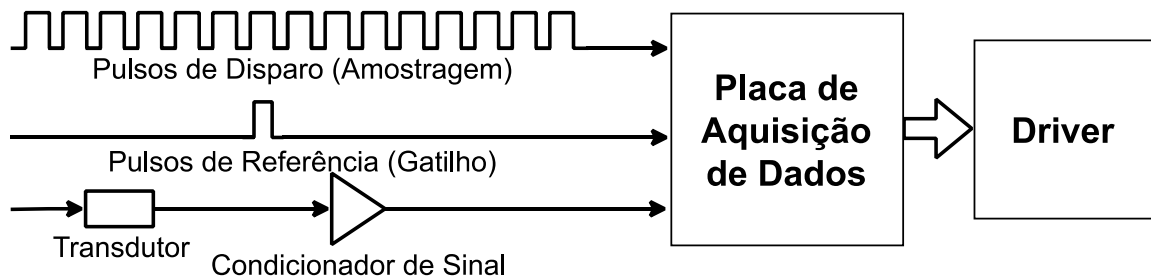 Pulsos de Disparo (Amostragem)
Pulsos de Referência (Gatilho)
Transdutor
Condicionador de Sinal
Placa de
Aquisição
de Dados
Driver